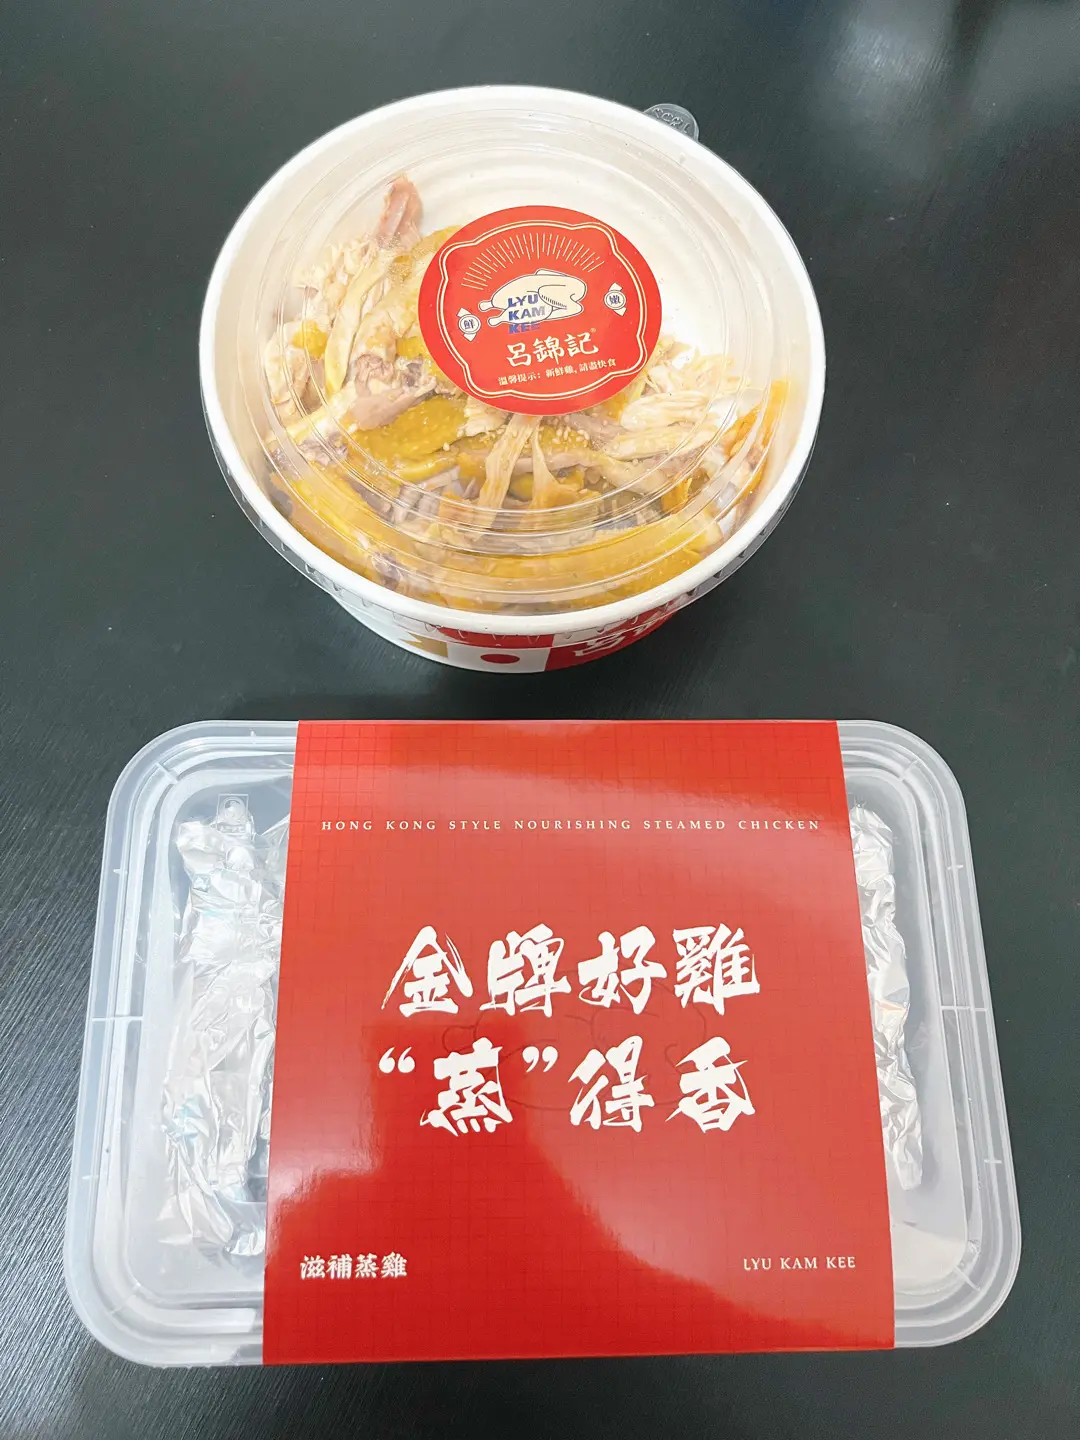 LYU
KAM
KEE
鮮
嫩
呂錦記®
溫馨提示：新鮮雞，請盡快食
HONG KONG STYLE NOURISHING STEAMED CHICKEN
金牌好雞
“蒸”得香
滋補蒸雞
LYU KAM KEE